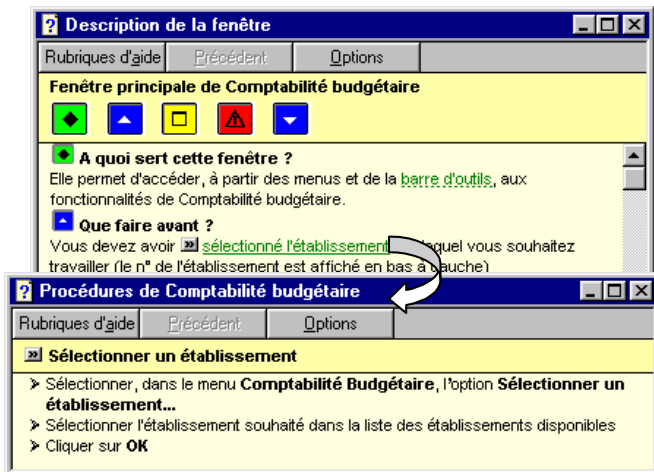 Description de la fenêtre
Rubriques d'aide Précédent Options
Fenêtre principale de Comptabilité budgétaire
A quoi sert cette fenêtre ?
Elle permet d'accéder, à partir des menus et de la barre d'outils, aux
fonctionnalités de Comptabilité budgétaire.
Que faire avant ?
Vous devez avoir sélectionné l'établissement lequel vous souhaitez
travailler (le n° de l'établissement est affiché en bas à gauche)
Procédures de Comptabilité budgétaire
Rubriques d'aide Précédent Options
Sélectionner un établissement
Sélectionner, dans le menu Comptabilité Budgétaire, l'option Sélectionner un
établissement...
Sélectionner l'établissement souhaité dans la liste des établissements disponibles
Cliquer sur OK